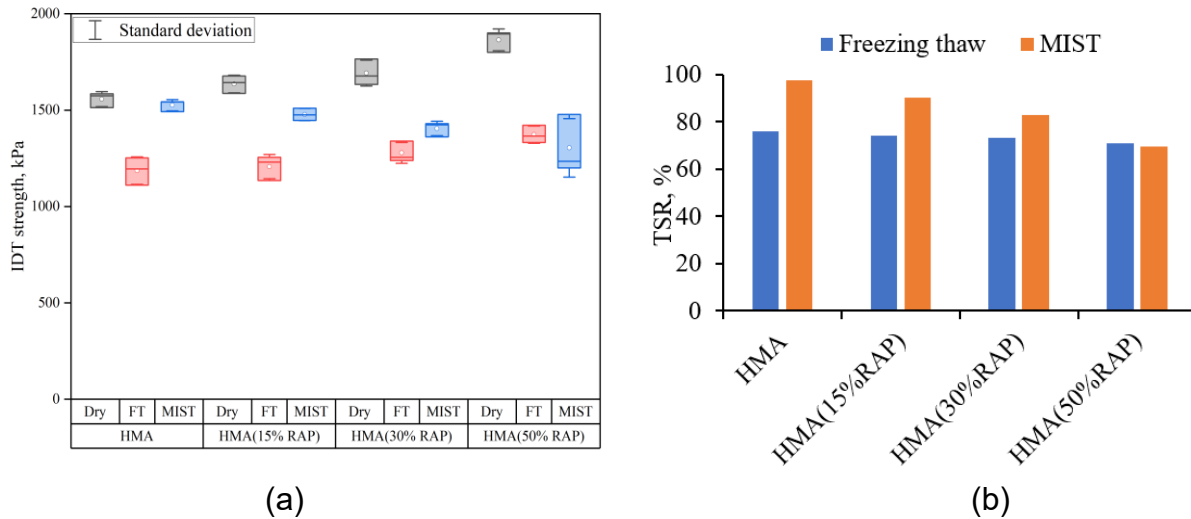 2000
1500
1000
500
0
IDT strength, kPa
Standard deviation
Dry FT MIST Dry FT MIST Dry FT MIST Dry FT MIST
HMA HMA(15% RAP) HMA(30% RAP) HMA(50% RAP)
(a)
Freezing thaw MIST
100
80
60
40
20
0
TSR, %
HMA
HMA(15%RAP)
HMA(30%RAP)
HMA(50%RAP)
(b)